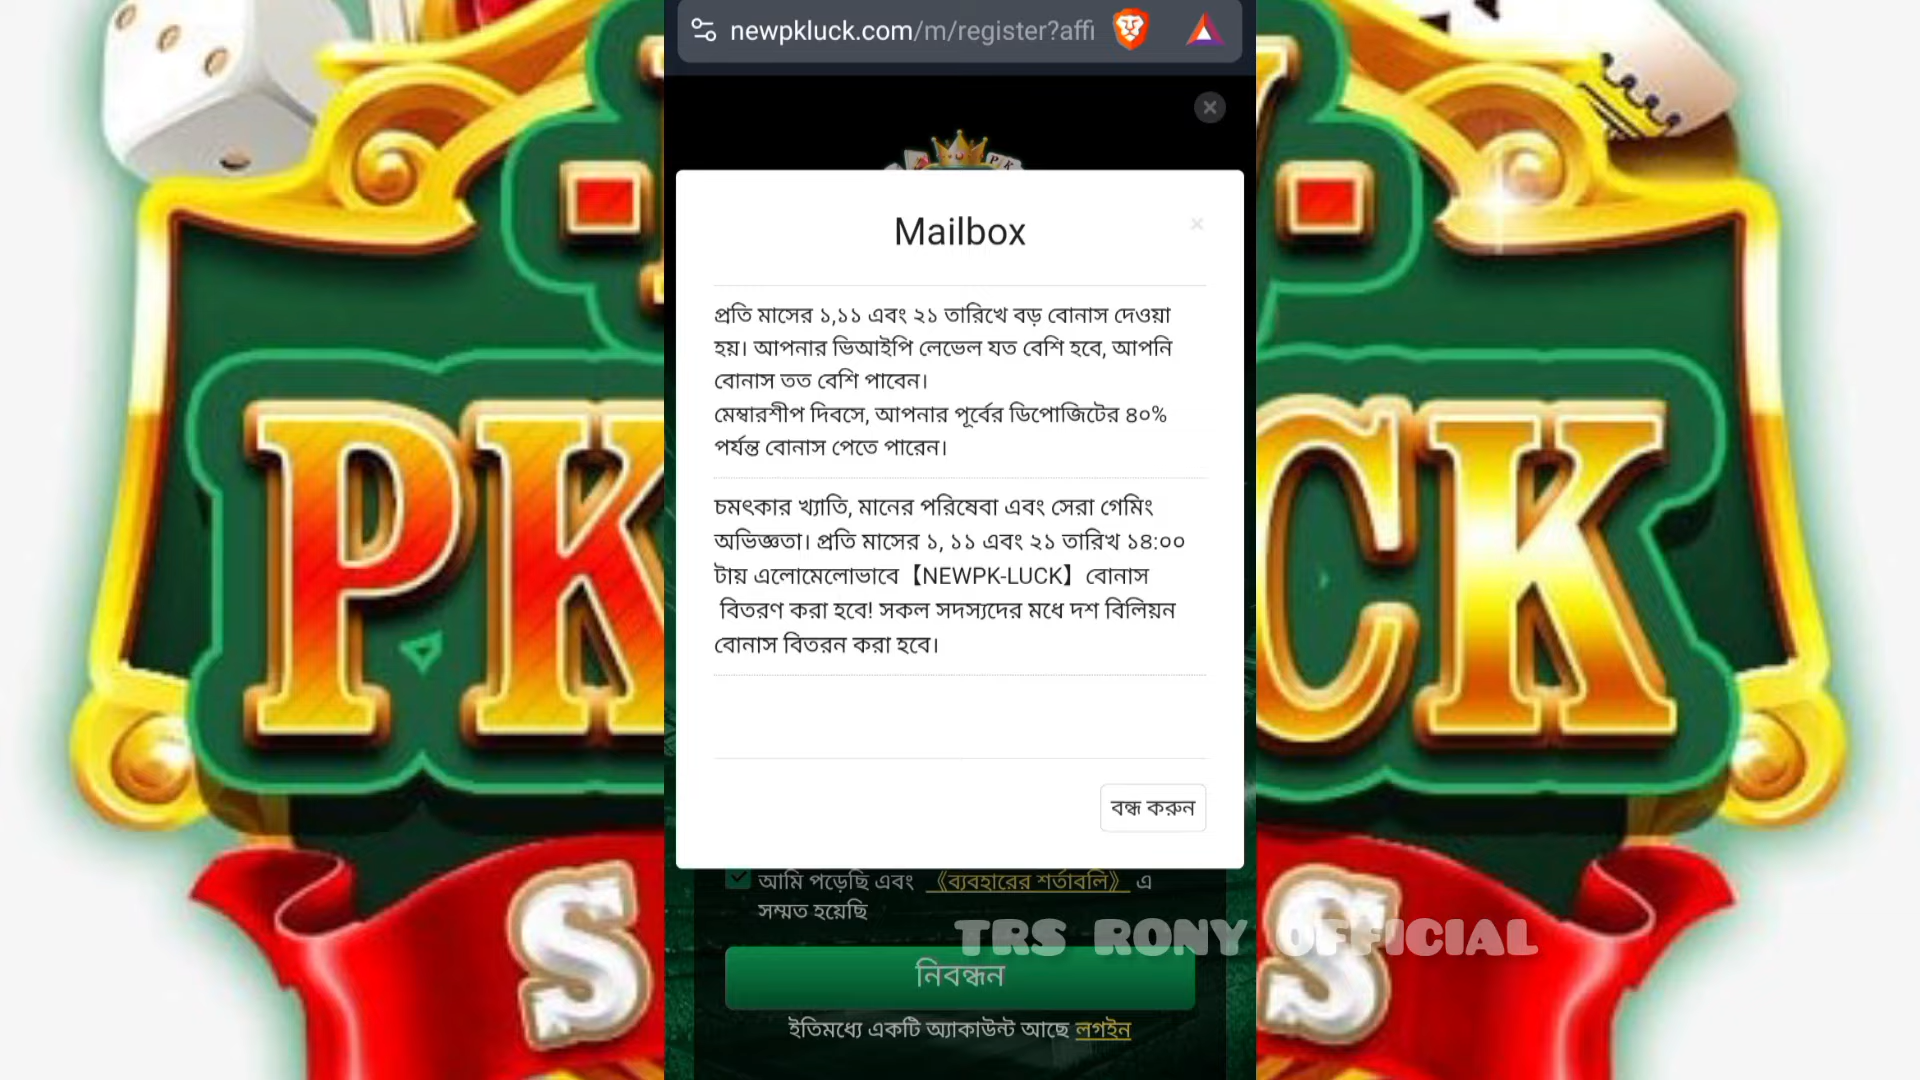 newpkluck.com/m/register?affi
PK
Mailbox
প্রতি মাসের ১,১১ এবং ২১ তারিখে বড় বোনাস দেওয়া
হয়। আপনার ভিআইপি লেভেল যত বেশি হবে, আপনি
বোনাস তত বেশি পাবেন।
মেম্বারশীপ দিবসে, আপনার পূর্বের ডিপোজিটের ৪০%
পর্যন্ত বোনাস পেতে পারেন।
চমৎকার খ্যাতি, মানের পরিষেবা এবং সেরা গেমিং
অভিজ্ঞতা। প্রতি মাসের ১, ১১ এবং ২১ তারিখ ১৪:০০
টায় এলোমেলোভাবে【NEWPK-LUCK】বোনাস
বিতরণ করা হবে! সকল সদস্যদের মধে দশ বিলিয়ন
বোনাস বিতরন করা হবে।
বন্ধ করুন
আমি পড়েছি এবং 《ব্যবহারের শর্তাবলি》 এ
সম্মত হয়েছি
নিবন্ধন
ইতিমধ্যে একটি অ্যাকাউন্ট আছে লগইন
TRS RONY OFFICIAL
PK
CK
S
S